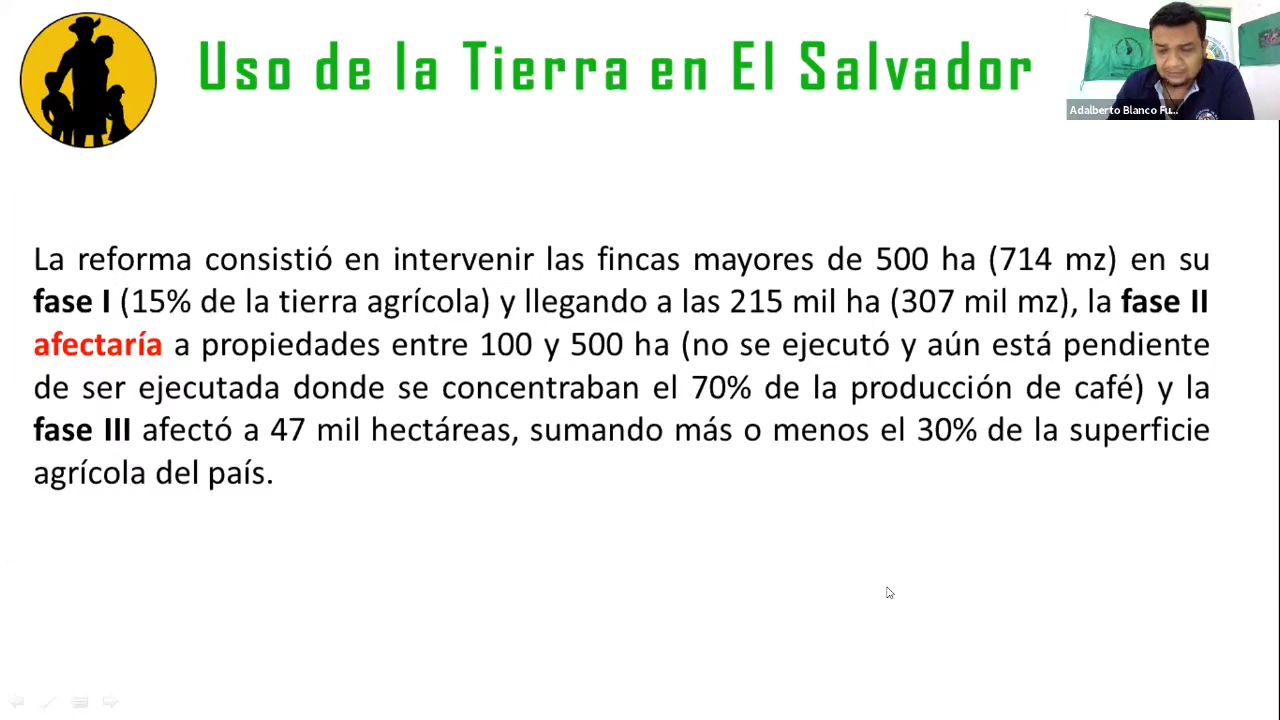 Uso de la Tierra en El Salvador
Adalberto Blanco Fu...
La reforma consistió en intervenir las fincas mayores de 500 ha (714 mz) en su
fase I (15% de la tierra agrícola) y llegando a las 215 mil ha (307 mil mz), la fase II
afectaría a propiedades entre 100 y 500 ha (no se ejecutó y aún está pendiente
de ser ejecutada donde se concentraban el 70% de la producción de café) y la
fase III afectó a 47 mil hectáreas, sumando más o menos el 30% de la superficie
agrícola del país.